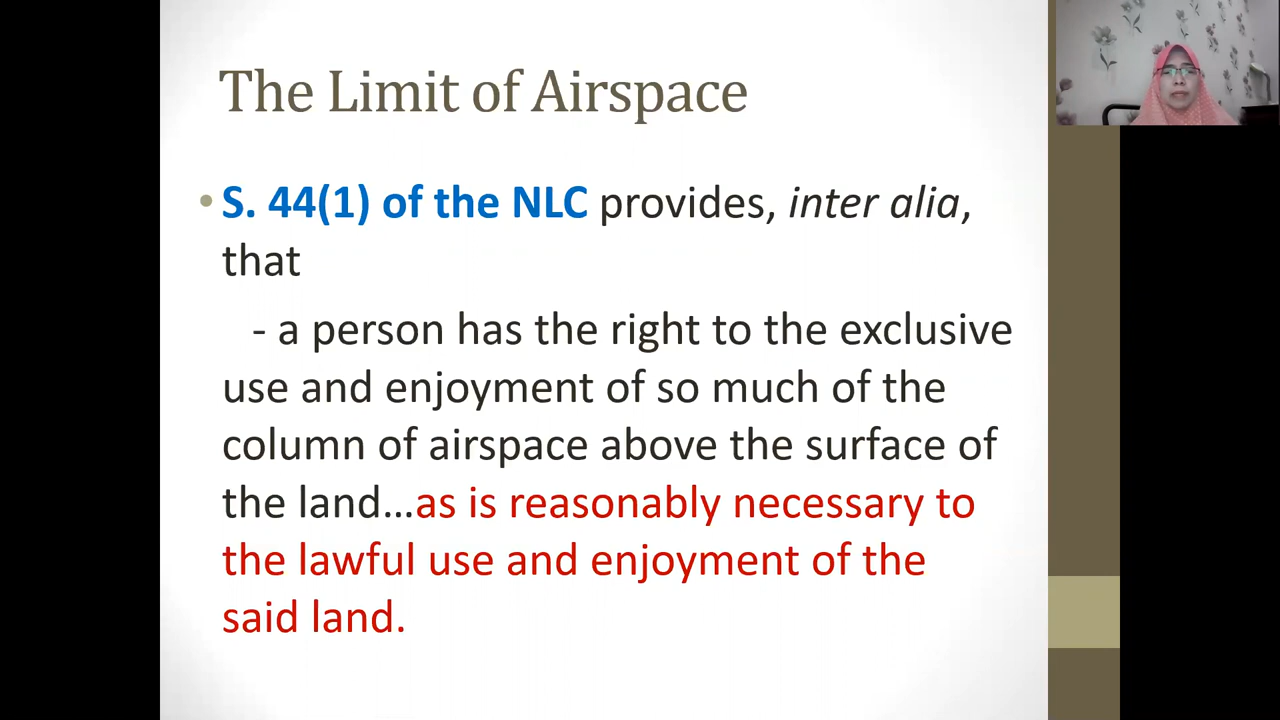 The Limit of Airspace
• S. 44(1) of the NLC provides, inter alia,
that
- a person has the right to the exclusive
use and enjoyment of so much of the
column of airspace above the surface of
the land…as is reasonably necessary to
the lawful use and enjoyment of the
said land.